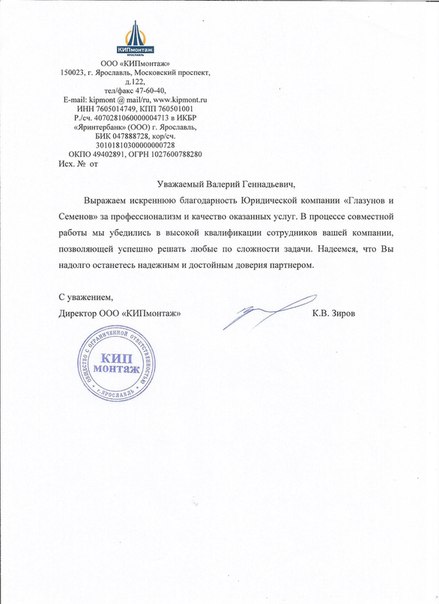 КИПмонтаж
ЯРОСЛАВЛЬ
ООО «КИПмонтаж»
150023, г. Ярославль, Московский проспект,
д.122,
тел/факс 47-60-40,
E-mail: kipmont @ mail/ru, www.kipmont.ru
ИНН 7605014749, КПП 760501001
Р./сч. 4070281060000004713 в ИКБР
«Яринтербанк» (ООО) г. Ярославль,
БИК 047888728, кор/сч.
30101810300000000728
ОКПО 49402891, ОГРН 1027600788280
Исх. № от
Уважаемый Валерий Геннадьевич,
Выражаем искреннюю благодарность Юридической компании «Глазунов и
Семенов» за профессионализм и качество оказанных услуг. В процессе совместной
работы мы убедились в высокой квалификации сотрудников вашей компании,
позволяющей успешно решать любые по сложности задачи. Надеемся, что Вы
надолго останетесь надежным и достойным доверия партнером.
С уважением,
Директор ООО «КИПмонтаж» К.В. Зиров
ОБЩЕСТВО С ОГРАНИЧЕННОЙ ОТВЕТСТВЕННОСТЬЮ
КИП
монтаж
г.ЯРОСЛАВЛЬ